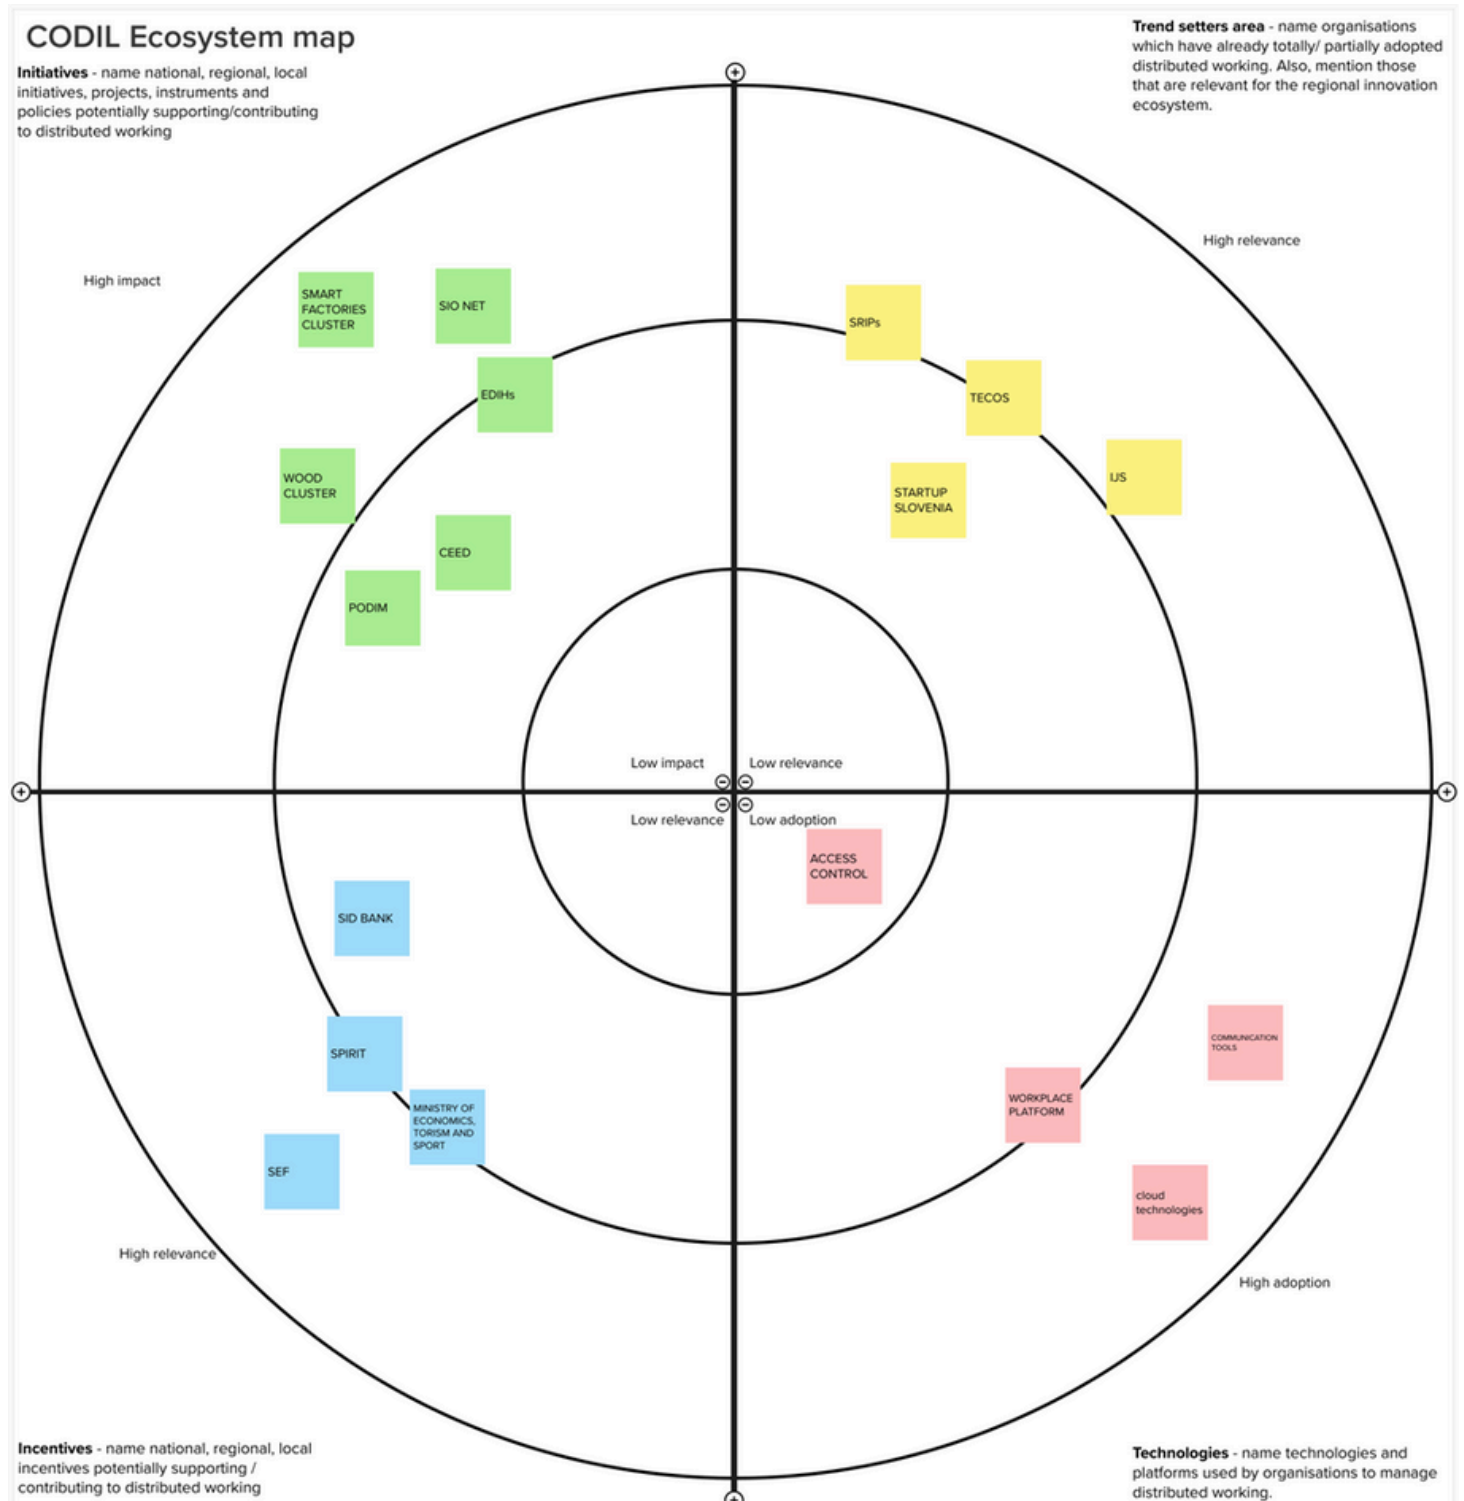 CODIL Ecosystem map
Initiatives - name national, regional, local
initiatives, projects, instruments and
policies potentially supporting/contributing
to distributed working
Trend setters area - name organisations
which have already totally/ partially adopted
distributed working. Also, mention those
that are relevant for the regional innovation
ecosystem.
High impact
High relevance
SMART
FACTORIES
CLUSTER
SIO NET
EDIHs
WOOD
CLUSTER
CEED
PODIM
SRIPs
TECOS
IJS
STARTUP
SLOVENIA
Low impact
Low relevance
Low relevance
Low adoption
ACCESS
CONTROL
SID BANK
SPIRIT
MINISTRY OF
ECONOMICS,
TORISM AND
SPORT
SEF
COMMUNICATION
TOOLS
WORKPLACE
PLATFORM
cloud
technologies
High relevance
High adoption
Incentives - name national, regional, local
incentives potentially supporting /
contributing to distributed working
Technologies - name technologies and
platforms used by organisations to manage
distributed working.